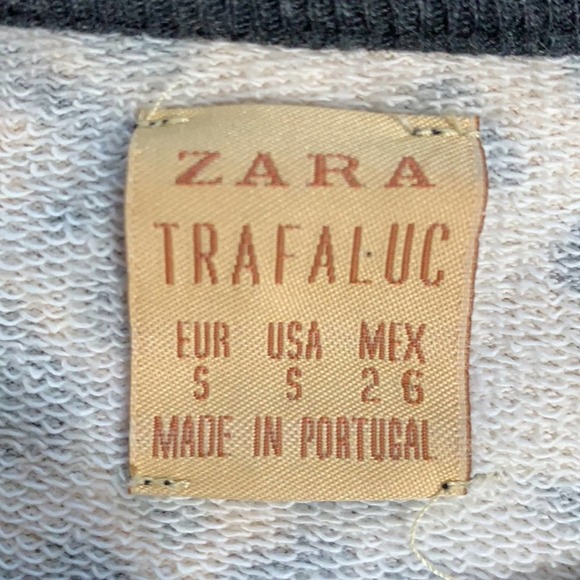 ZARA
TRAFALUC
EUR USA MEX
S S 26
MADE IN PORTUGAL